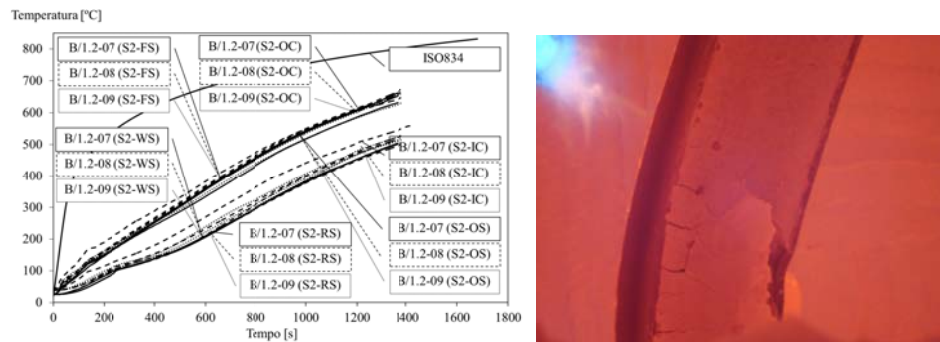 Temperatura [ºC]
800
700
600
500
400
300
200
100
0
B/1.2-07 (S2-FS)
B/1.2-08 (S2-FS)
B/1.2-09 (S2-FS)
B/1.2-07(S2-OC)
B/1.2-08 (S2-OC)
B/1.2-09 (S2-OC)
ISO834
B/1.2-07 (S2-WS)
B/1.2-08 (S2-WS)
B/1.2-09 (S2-WS)
B/1.2-07 (S2-IC)
B/1.2-08 (S2-IC)
B/1.2-09 (S2-IC)
B/1.2-07 (S2-RS)
B/1.2-08 (S2-RS)
B/1.2-09 (S2-RS)
B/1.2-07 (S2-OS)
B/1.2-08 (S2-OS)
B/1.2-09 (S2-OS)
0 200 400 600 800 1000 1200 1400 1600 1800
Tempo [s]